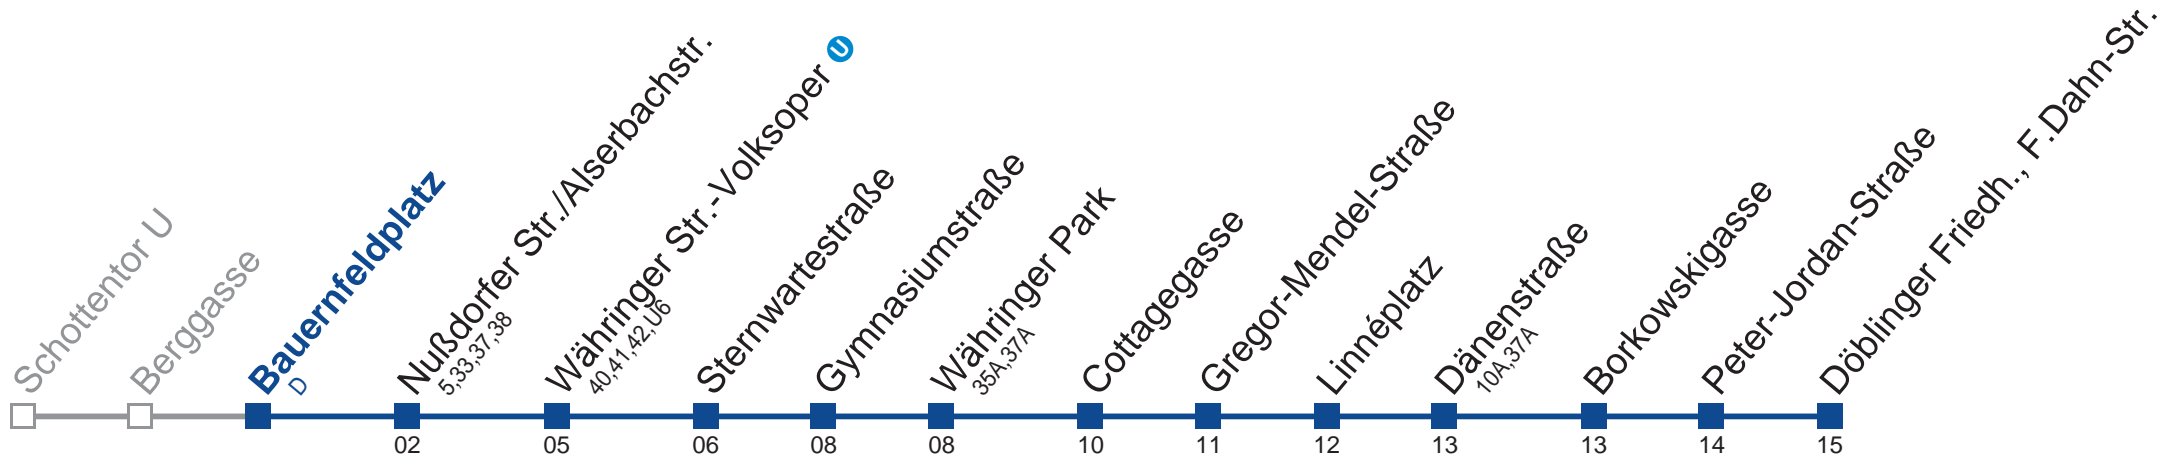 Schottentor U
Berggasse
Bauernfeldplatz
D
Nußdorfer Str./Alserbachstr.
5,33,37,38
Währinger Str.-Volksoper U
40,41,42,U6
Sternwartestraße
Gymnasiumstraße
Währinger Park
35A,37A
Cottagegasse
Gregor-Mendel-Straße
Linnéplatz
Dänenstraße
10A,37A
Borkowskigasse
Peter-Jordan-Straße
Döblinger Friedh., F.Dahn-Str.
02 05 06 08 08 10 11 12 13 13 14 15